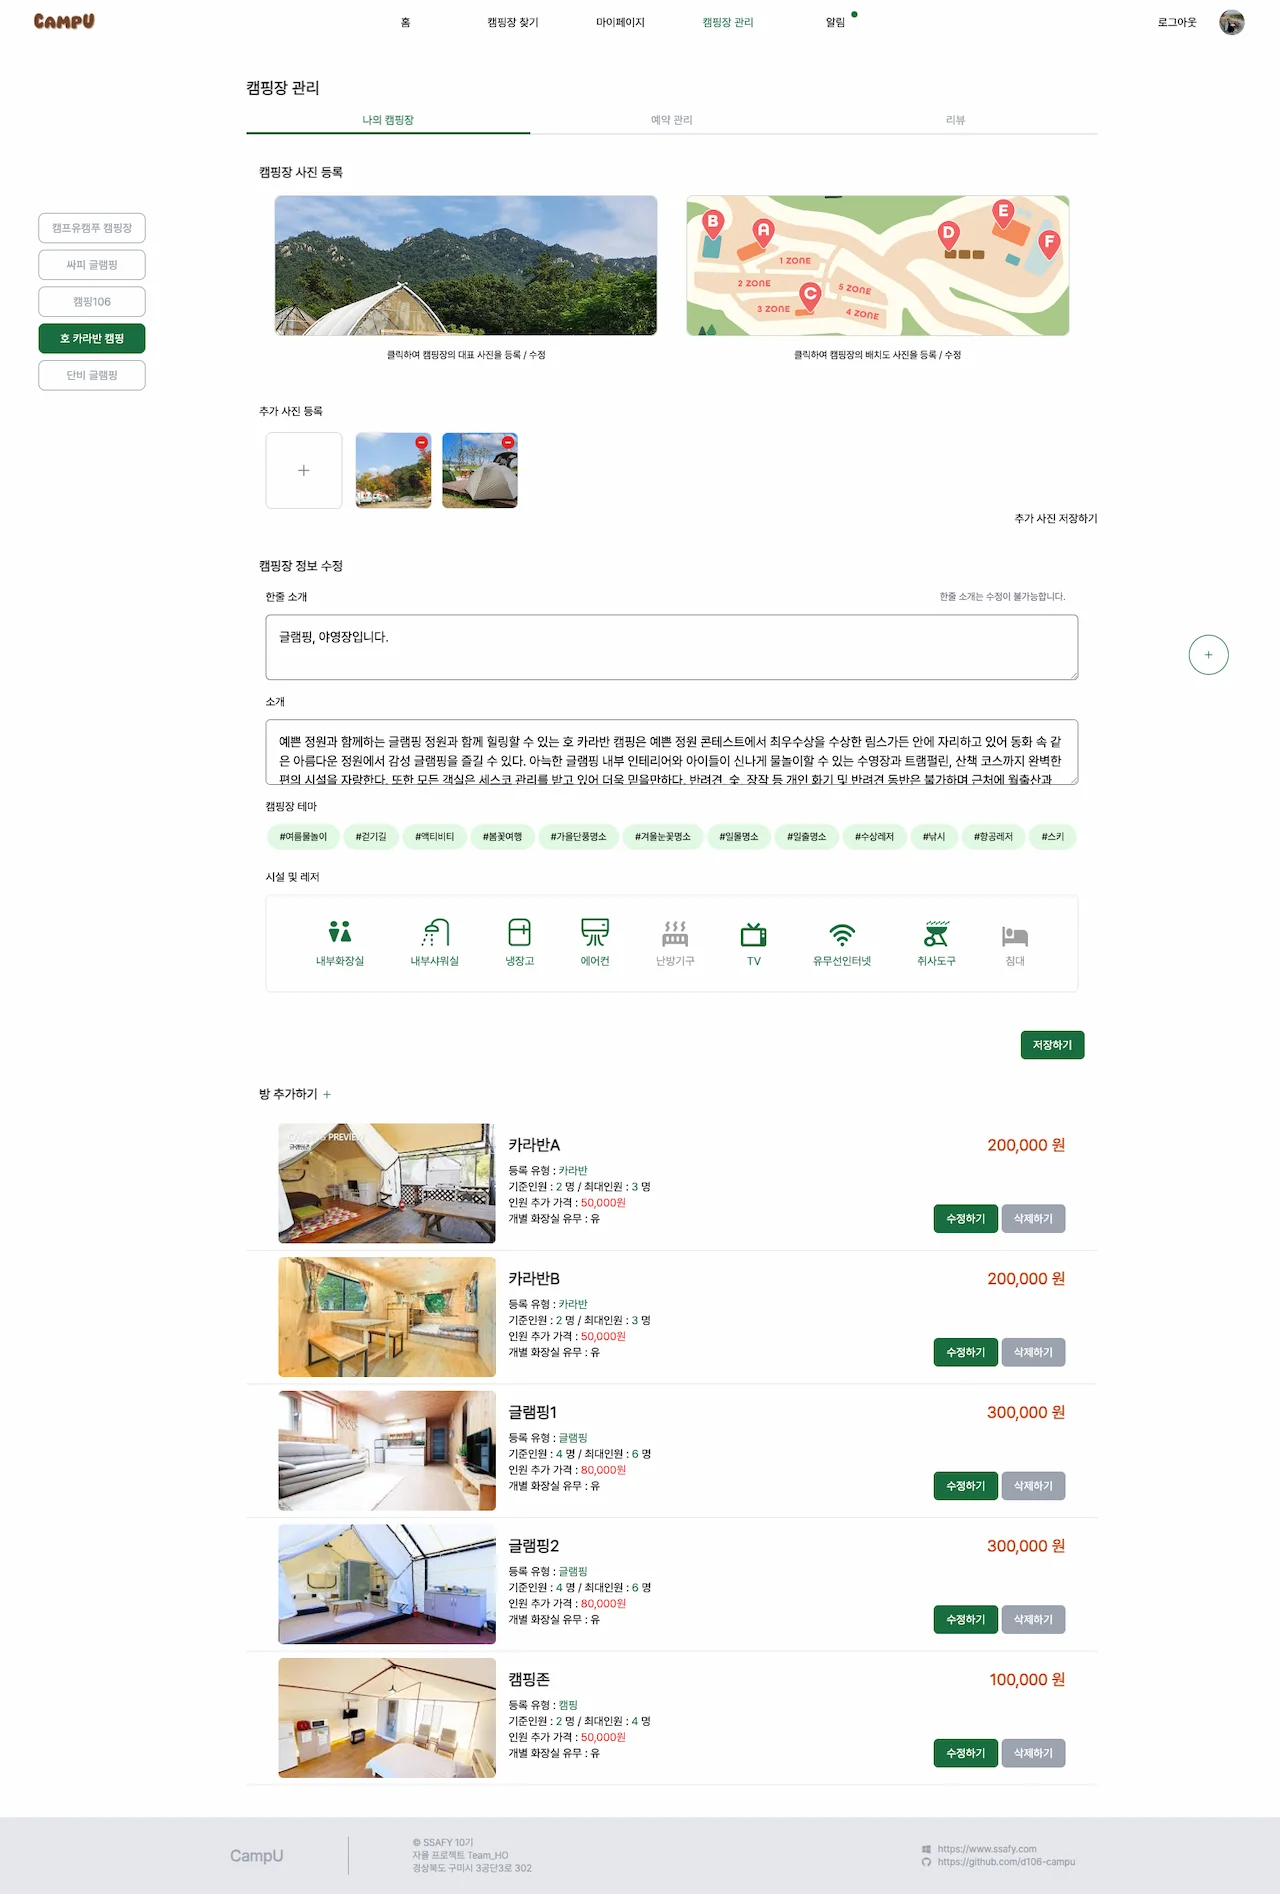 CAMPU
홈
캠핑장 찾기
마이페이지
캠핑장 관리
알림
로그아웃
캠핑장 관리
나의 캠핑장
예약 관리
리뷰
캠프유캠푸 캠핑장
싸피 글램핑
캠핑106
호 카라반 캠핑
단비 글램핑
캠핑장 사진 등록
B
A
E
D
F
C
1 ZONE
2 ZONE
3 ZONE
5 ZONE
4 ZONE
클릭하여 캠핑장의 대표 사진을 등록 / 수정
클릭하여 캠핑장의 배치도 사진을 등록 / 수정
추가 사진 등록
+
추가 사진 저장하기
캠핑장 정보 수정
한줄 소개
한줄 소개는 수정이 불가능합니다.
글램핑, 야영장입니다.
+
소개
예쁜 정원과 함께하는 글램핑 정원과 함께 힐링할 수 있는 호 카라반 캠핑은 예쁜 정원 콘테스트에서 최우수상을 수상한 림스가든 안에 자리하고 있어 동화 속 같
은 아름다운 정원에서 감성 글램핑을 즐길 수 있다. 아늑한 글램핑 내부 인테리어와 아이들이 신나게 물놀이할 수 있는 수영장과 트램펄린, 산책 코스까지 완벽한
편의 시설을 자랑한다. 또한 모든 객실은 세스코 관리를 받고 있어 더욱 믿을만하다. 반려견, 숯, 장작 등 개인 화기 및 반려견 동반은 불가하며 근처에 월출산과
캠핑장 테마
#여름물놀이
#걷기길
#액티비티
#봄꽃여행
#가을단풍명소
#겨울눈꽃명소
#일몰명소
#일출명소
#수상레저
#낚시
#항공레저
#스키
시설 및 레저
내부화장실
내부샤워실
냉장고
에어컨
난방기구
TV
유무선인터넷
취사도구
침대
저장하기
방 추가하기 +
PREVIEW
카라반A
200,000 원
등록 유형 : 카라반
기준인원 : 2 명 / 최대인원 : 3 명
인원 추가 가격 : 50,000원
개별 화장실 유무 : 유
수정하기
삭제하기
카라반B
200,000 원
등록 유형 : 카라반
기준인원 : 2 명 / 최대인원 : 3 명
인원 추가 가격 : 50,000원
개별 화장실 유무 : 유
수정하기
삭제하기
글램핑1
300,000 원
등록 유형 : 글램핑
기준인원 : 4 명 / 최대인원 : 6 명
인원 추가 가격 : 80,000원
개별 화장실 유무 : 유
수정하기
삭제하기
글램핑2
300,000 원
등록 유형 : 글램핑
기준인원 : 4 명 / 최대인원 : 6 명
인원 추가 가격 : 80,000원
개별 화장실 유무 : 유
수정하기
삭제하기
캠핑존
100,000 원
등록 유형 : 캠핑
기준인원 : 2 명 / 최대인원 : 4 명
인원 추가 가격 : 50,000원
개별 화장실 유무 : 유
수정하기
삭제하기
CampU
© SSAFY 10기
자율 프로젝트 Team_HO
경상북도 구미시 3공단3로 302
https://www.ssafy.com
https://github.com/d106-campu